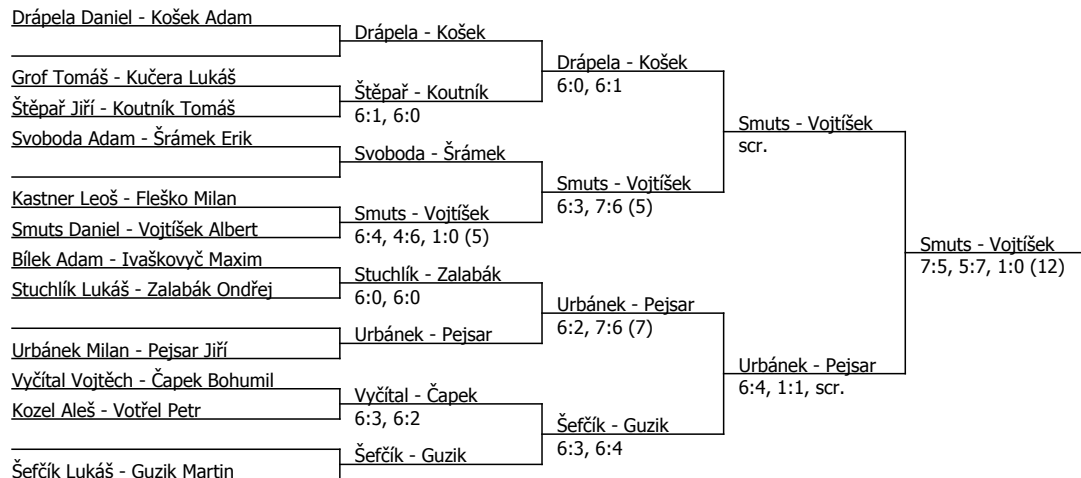 Drápela Daniel - Košek Adam
Grof Tomáš - Kučera Lukáš
Štěpař Jiří - Koutník Tomáš
Svoboda Adam - Šrámek Erik
Kastner Leoš - Fleško Milan
Smuts Daniel - Vojtíšek Albert
Bílek Adam - Ivaškovyč Maxim
Stuchlík Lukáš - Zalabák Ondřej
Urbánek Milan - Pejsar Jiří
Vyčítal Vojtěch - Čapek Bohumil
Kozel Aleš - Votřel Petr
Šefčík Lukáš - Guzik Martin
Drápela - Košek
Štěpař - Koutník
6:1, 6:0
Svoboda - Šrámek
Smuts - Vojtíšek
6:4, 4:6, 1:0 (5)
Stuchlík - Zalabák
6:0, 6:0
Urbánek - Pejsar
Vyčítal - Čapek
6:3, 6:2
Šefčík - Guzik
Drápela - Košek
6:0, 6:1
Smuts - Vojtíšek
6:3, 7:6 (5)
Urbánek - Pejsar
6:2, 7:6 (7)
Šefčík - Guzik
6:3, 6:4
Smuts - Vojtíšek
scr.
Urbánek - Pejsar
6:4, 1:1, scr.
Smuts - Vojtíšek
7:5, 5:7, 1:0 (12)